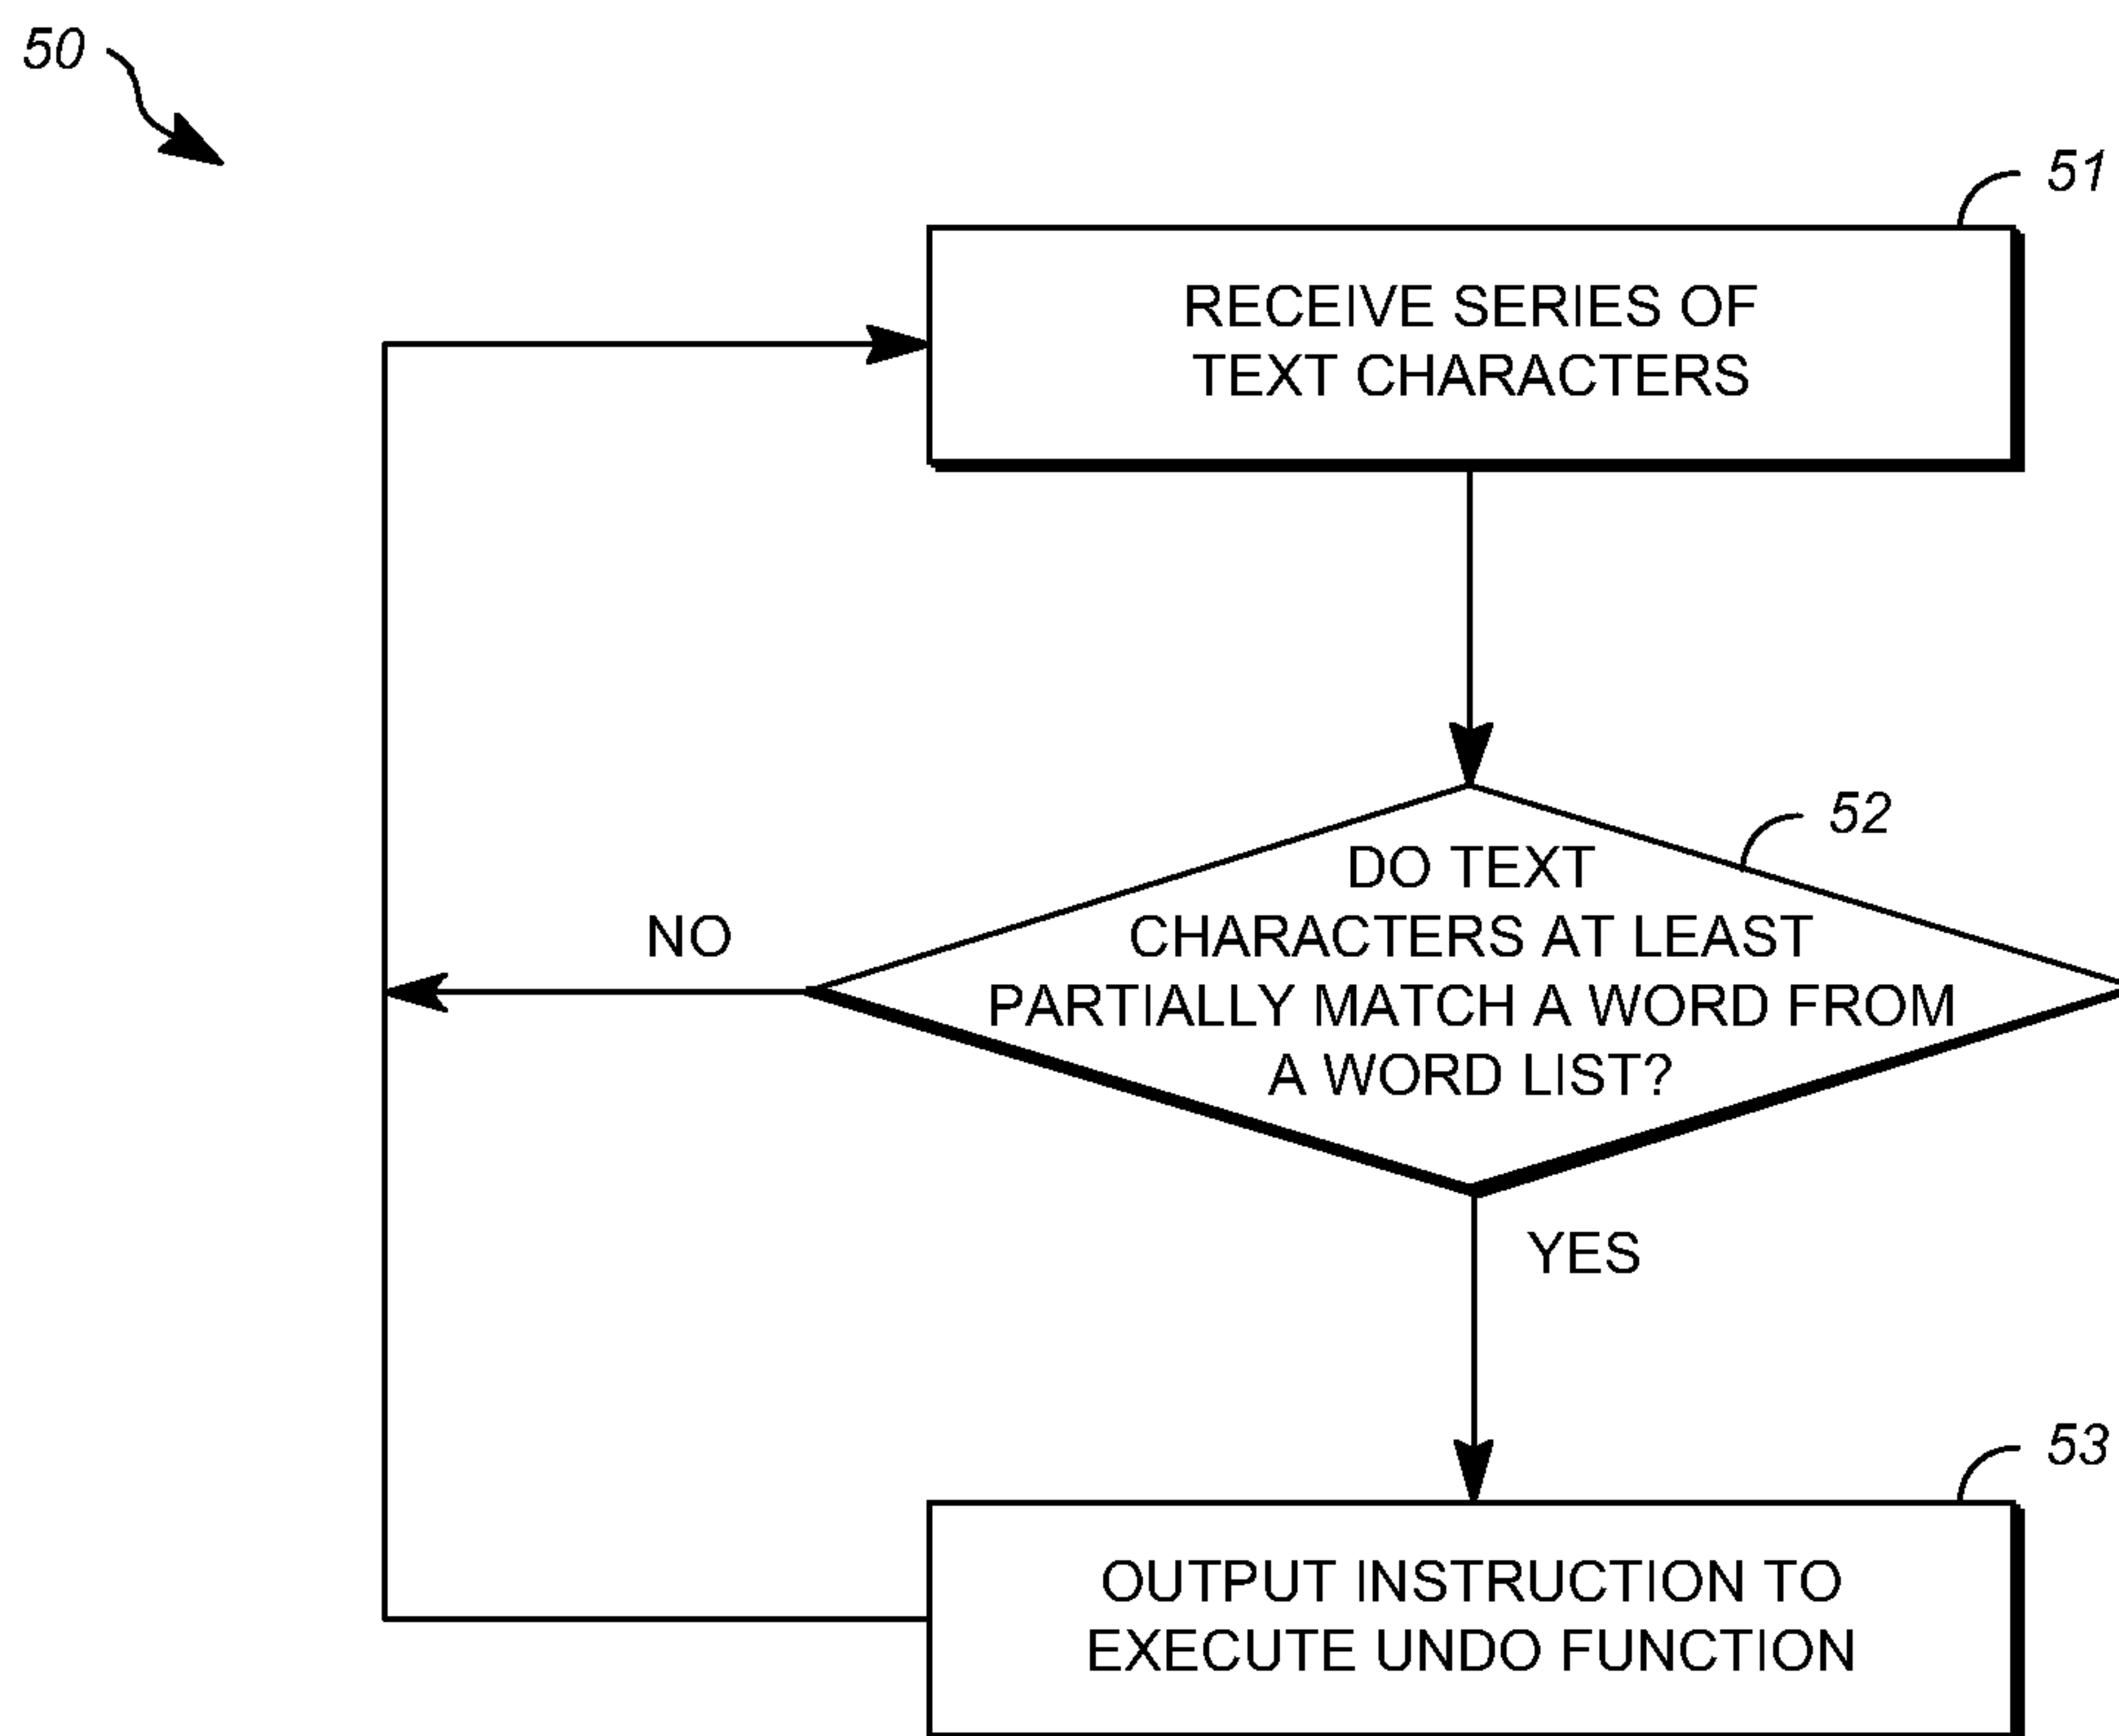 50
51
RECEIVE SERIES OF
TEXT CHARACTERS
52
DO TEXT
CHARACTERS AT LEAST
PARTIALLY MATCH A WORD FROM
A WORD LIST?
NO
YES
53
OUTPUT INSTRUCTION TO
EXECUTE UNDO FUNCTION